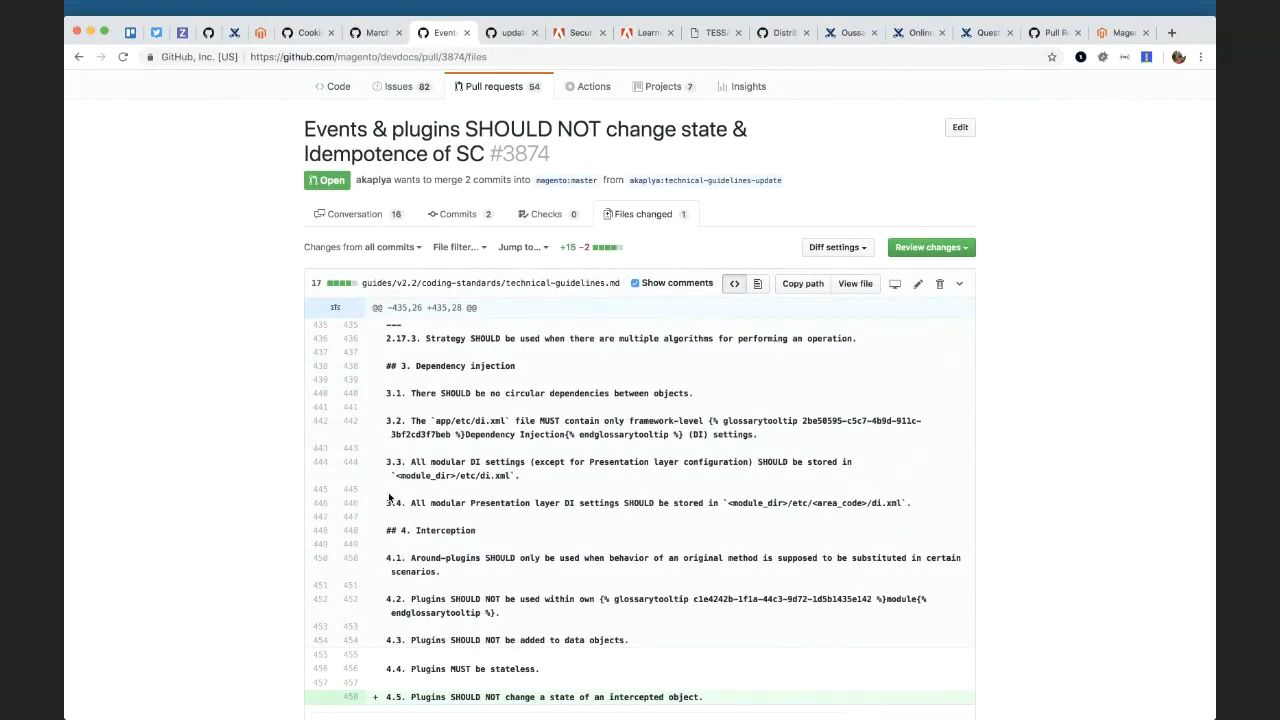 Cooki
March
Event
updat
Secur
Learn
TESSA
Distrib
Oussa
Online
Quest
Pull Re
Magen
GitHub, Inc. [US] https://github.com/magento/devdocs/pull/3874/files
Code Issues 82 Pull requests 54 Actions Projects 7 Insights
Events & plugins SHOULD NOT change state &
Idempotence of SC #3874
Edit
Open akaplya wants to merge 2 commits into magento:master from akaplya:technical-guidelines-update
Conversation 16 Commits 2 Checks 0 Files changed 1
Changes from all commits File filter... Jump to... +15 −2 Diff settings Review changes
17 guides/v2.2/coding-standards/technical-guidelines.md Show comments <> Copy path View file
@@ -435,26 +435,28 @@
435 435 ---
436 436 2.17.3. Strategy SHOULD be used when there are multiple algorithms for performing an operation.
437 437
438 438 ## 3. Dependency injection
439 439
440 440 3.1. There SHOULD be no circular dependencies between objects.
441 441
442 442 3.2. The `app/etc/di.xml` file MUST contain only framework-level {% glossarytooltip 2be50595-c5c7-4b9d-911c-
3bf2cd3f7beb %}Dependency Injection{% endglossarytooltip %} (DI) settings.
443 443
444 444 3.3. All modular DI settings (except for Presentation layer configuration) SHOULD be stored in
`<module_dir>/etc/di.xml`.
445 445
446 446 3.4. All modular Presentation layer DI settings SHOULD be stored in `<module_dir>/etc/<area_code>/di.xml`.
447 447
448 448 ## 4. Interception
449 449
450 450 4.1. Around-plugins SHOULD only be used when behavior of an original method is supposed to be substituted in certain
scenarios.
451 451
452 452 4.2. Plugins SHOULD NOT be used within own {% glossarytooltip c1e4242b-1f1a-44c3-9d72-1d5b1435e142 %}module{%
endglossarytooltip %}.
453 453
454 454 4.3. Plugins SHOULD NOT be added to data objects.
455 455
456 456 4.4. Plugins MUST be stateless.
457 457
458 + 4.5. Plugins SHOULD NOT change a state of an intercepted object.